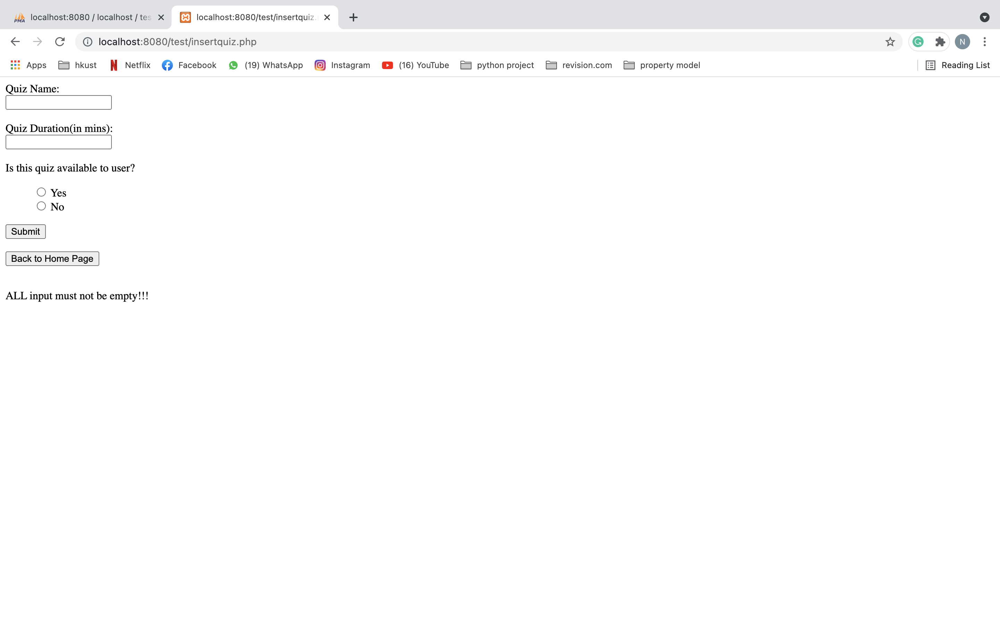 PMA localhost:8080 / localhost / tes
localhost:8080/test/insertquiz.
localhost:8080/test/insertquiz.php
G N
Apps hkust Netflix Facebook (19) WhatsApp Instagram (16) YouTube python project revision.com property model Reading List
Quiz Name:
Quiz Duration(in mins):
Is this quiz available to user?
Yes
No
Submit
Back to Home Page
ALL input must not be empty!!!